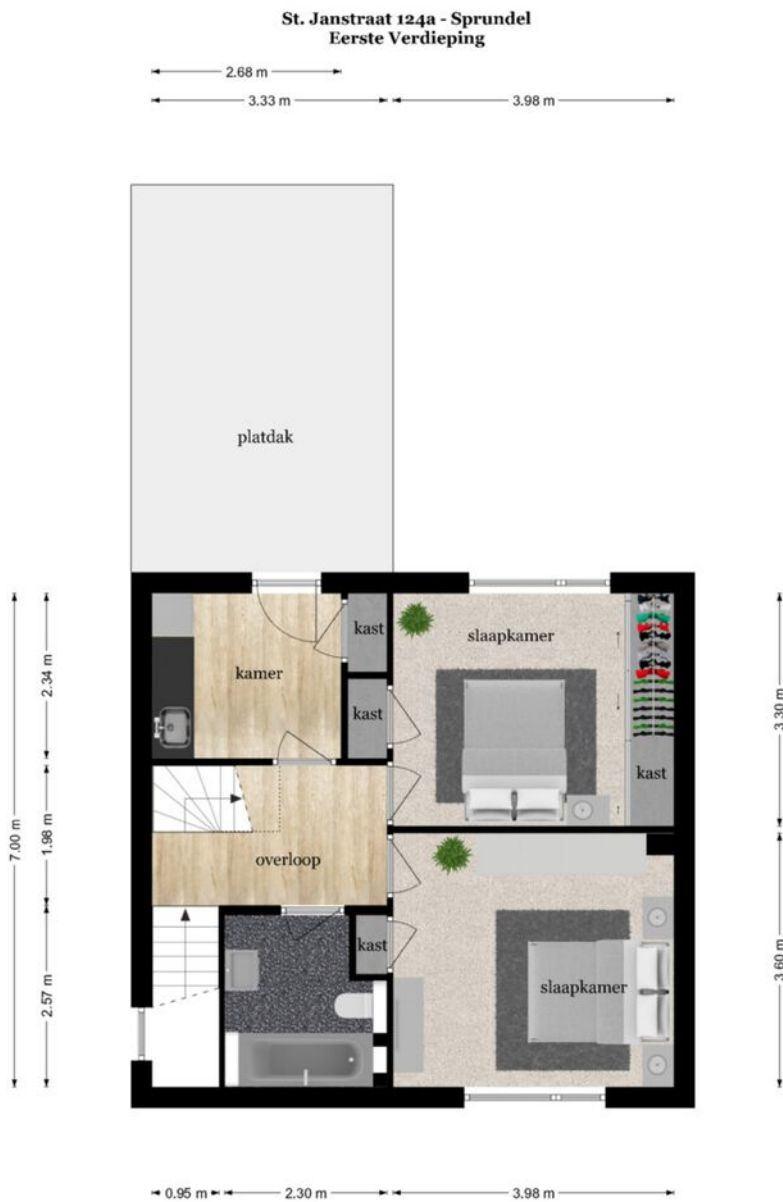 St. Janstraat 124a - Sprundel
Eerste Verdieping
2.68 m
3.33 m
3.98 m
platdak
kast
slaapkamer
kamer
kast
kast
overloop
kast
slaapkamer
7.00 m
2.34 m
1.98 m
2.57 m
3.30 m
3.60 m
0.95 m
2.30 m
3.98 m